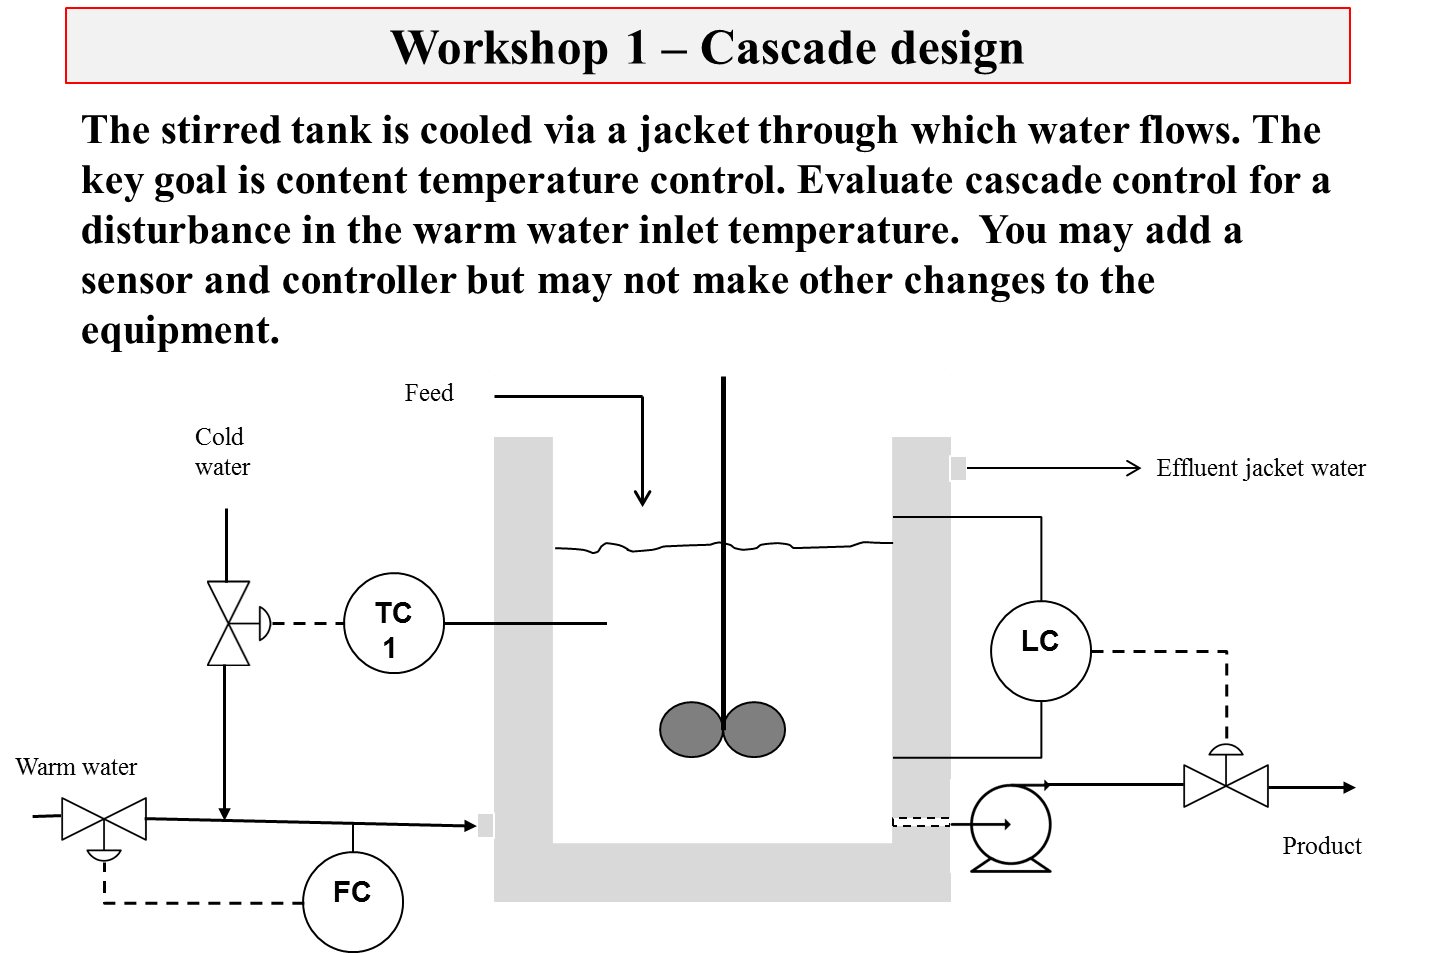 Workshop 1 – Cascade design
The stirred tank is cooled via a jacket through which water flows. The
key goal is content temperature control. Evaluate cascade control for a
disturbance in the warm water inlet temperature.  You may add a
sensor and controller but may not make other changes to the
equipment.
Feed
Cold
water
Effluent jacket water
TC
1
LC
Warm water
Product
FC